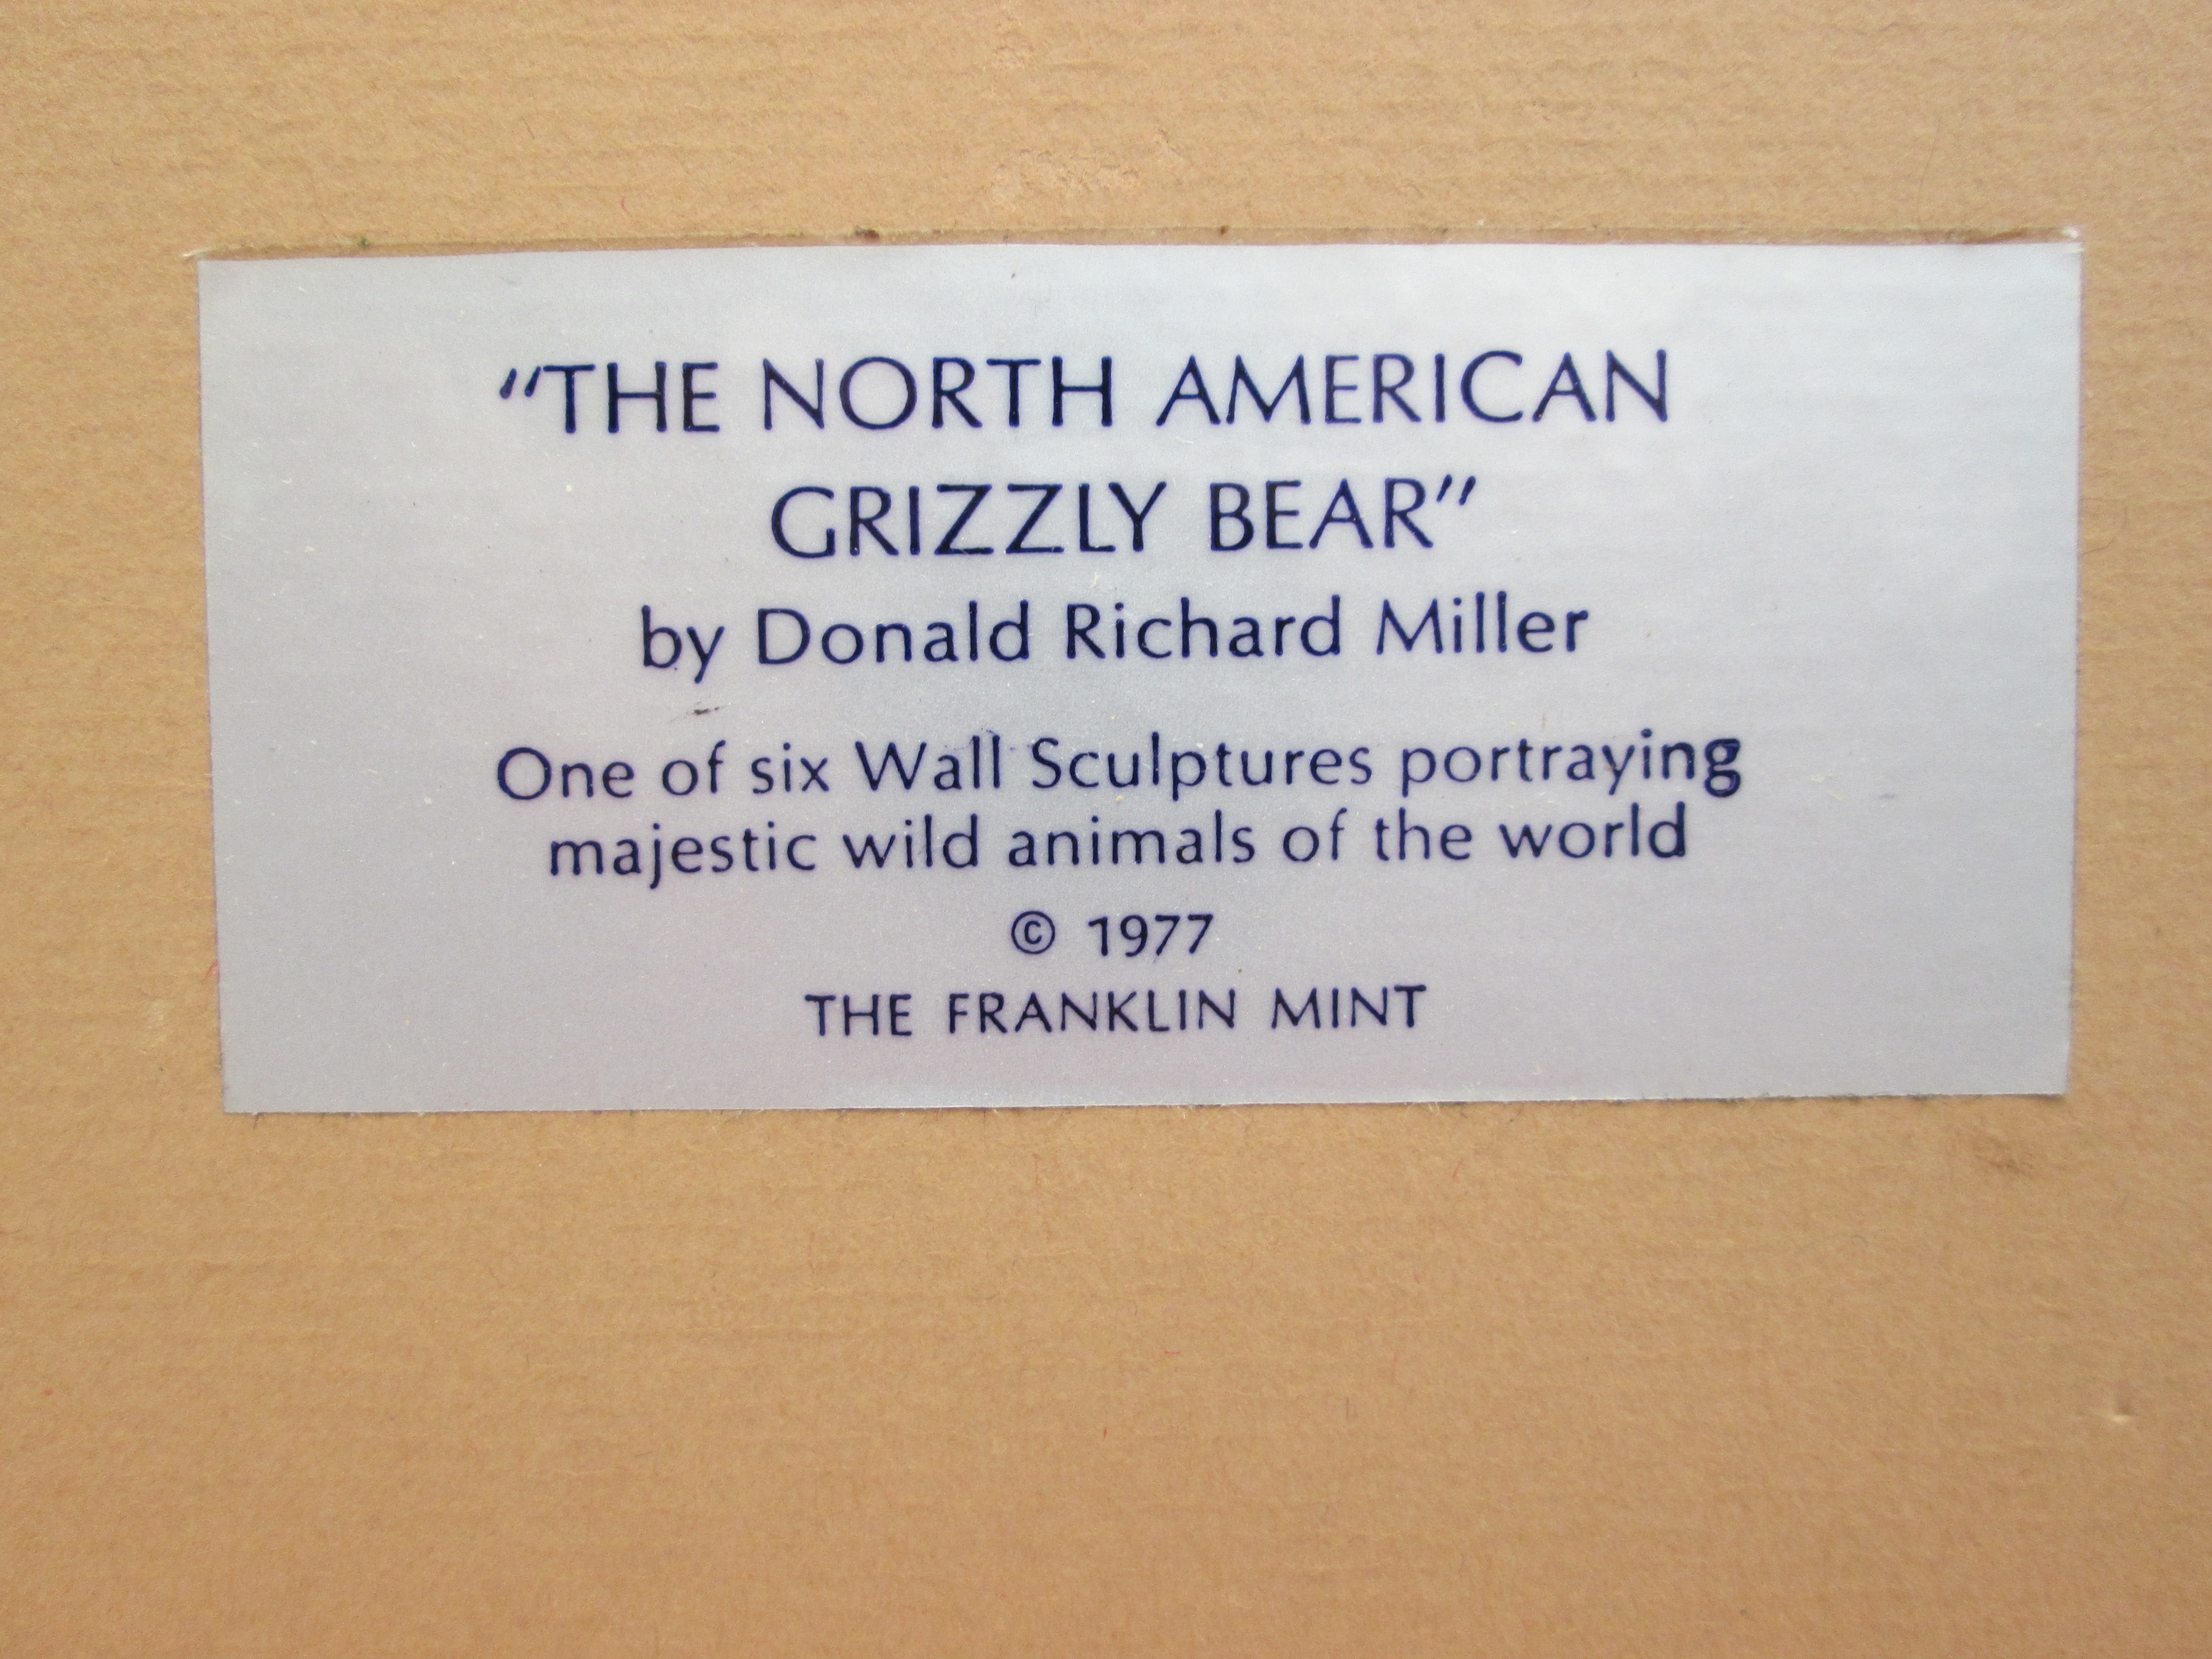 "THE NORTH AMERICAN
GRIZZLY BEAR"
by Donald Richard Miller
One of six Wall Sculptures portraying
majestic wild animals of the world
© 1977
THE FRANKLIN MINT